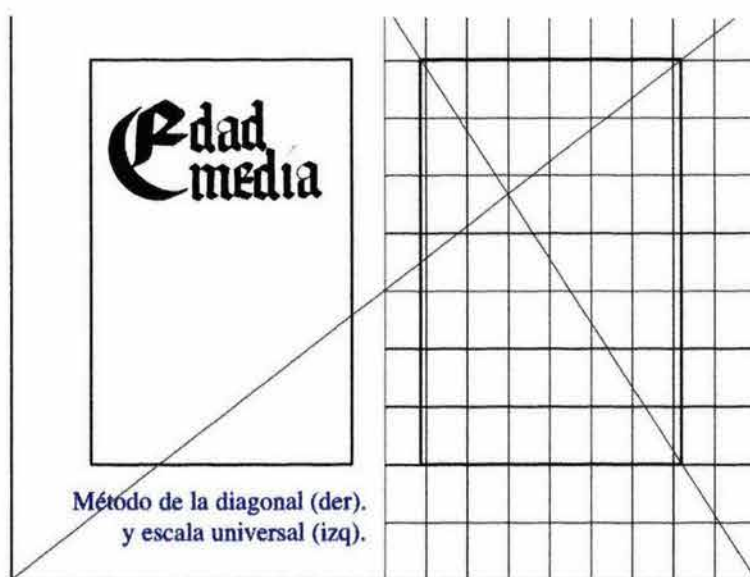 Edad
media
Método de la diagonal (der).
y escala universal (izq).